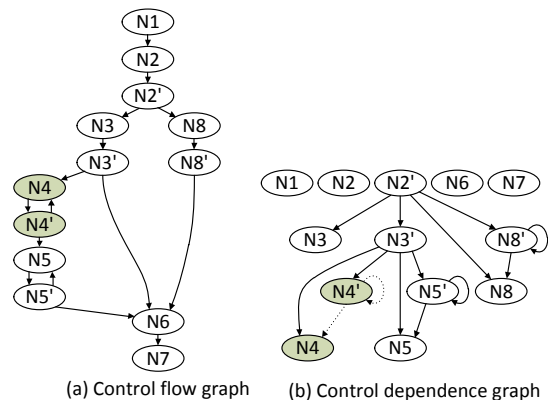 N1
N2
N2'
N3 N8
N3' N8'
N4
N4'
N5
N5'
N6
N7
(a) Control flow graph
N1 N2 N2' N6 N7
N3 N3' N8'
N4' N5' N8
N4 N5
(b) Control dependence graph